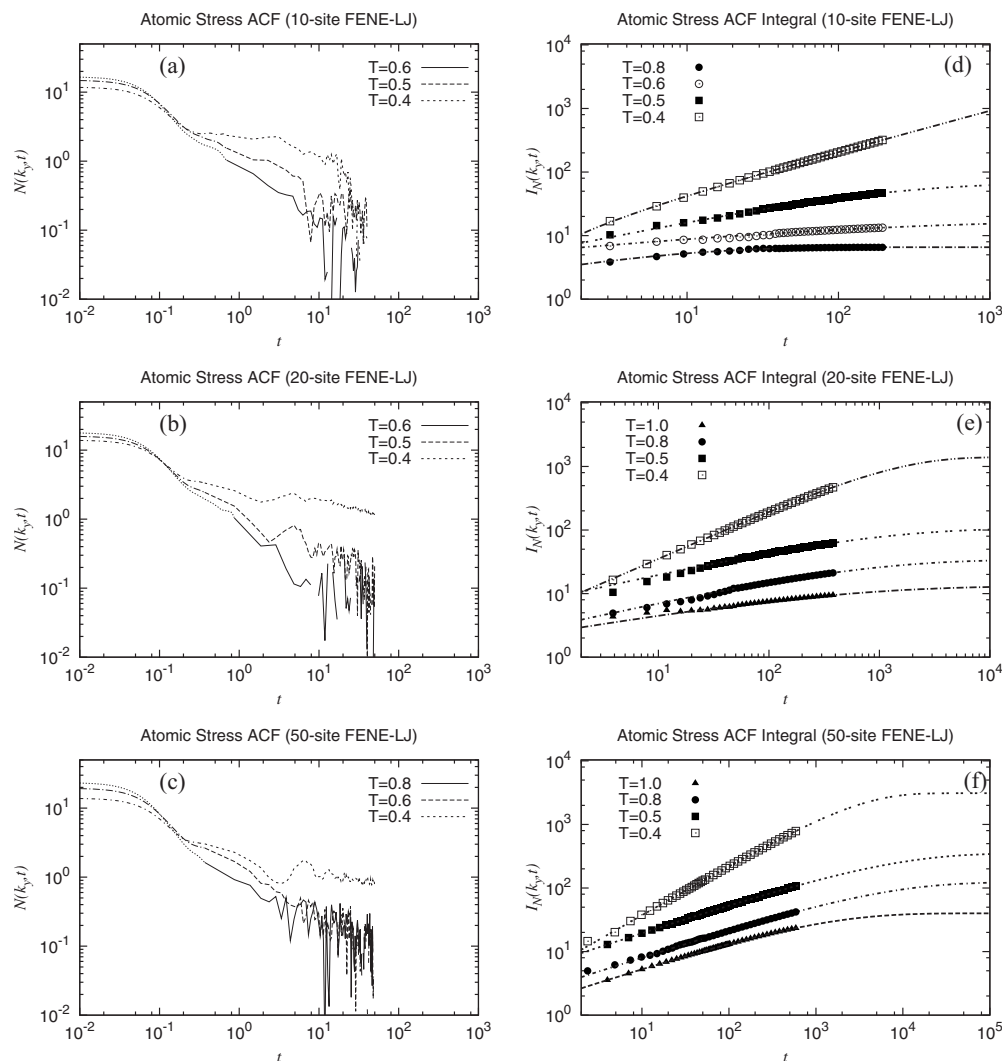 Atomic Stress ACF (10-site FENE-LJ)
(a)
T=0.6
T=0.5
T=0.4
10^1
10^0
10^-1
10^-2
N(k_y,t)
10^-2 10^-1 10^0 10^1 10^2 10^3
t
Atomic Stress ACF Integral (10-site FENE-LJ)
(d)
T=0.8
T=0.6
T=0.5
T=0.4
10^4
10^3
10^2
10^1
10^0
I_N(k_y,t)
10^1 10^2 10^3
t
Atomic Stress ACF (20-site FENE-LJ)
(b)
T=0.6
T=0.5
T=0.4
10^1
10^0
10^-1
10^-2
N(k_y,t)
10^-2 10^-1 10^0 10^1 10^2 10^3
t
Atomic Stress ACF Integral (20-site FENE-LJ)
(e)
T=1.0
T=0.8
T=0.5
T=0.4
10^4
10^3
10^2
10^1
10^0
I_N(k_y,t)
10^1 10^2 10^3 10^4
t
Atomic Stress ACF (50-site FENE-LJ)
(c)
T=0.8
T=0.6
T=0.4
10^1
10^0
10^-1
10^-2
N(k_y,t)
10^-2 10^-1 10^0 10^1 10^2 10^3
t
Atomic Stress ACF Integral (50-site FENE-LJ)
(f)
T=1.0
T=0.8
T=0.5
T=0.4
10^4
10^3
10^2
10^1
10^0
I_N(k_y,t)
10^1 10^2 10^3 10^4 10^5
t